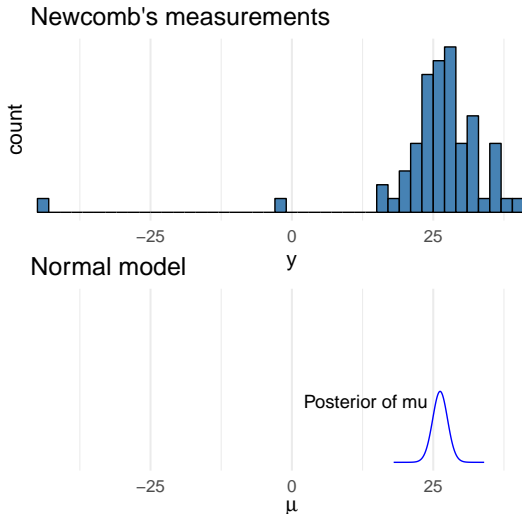 Newcomb's measurements
count
−25 0 25
y
Normal model
Posterior of mu
−25 0 25
μ